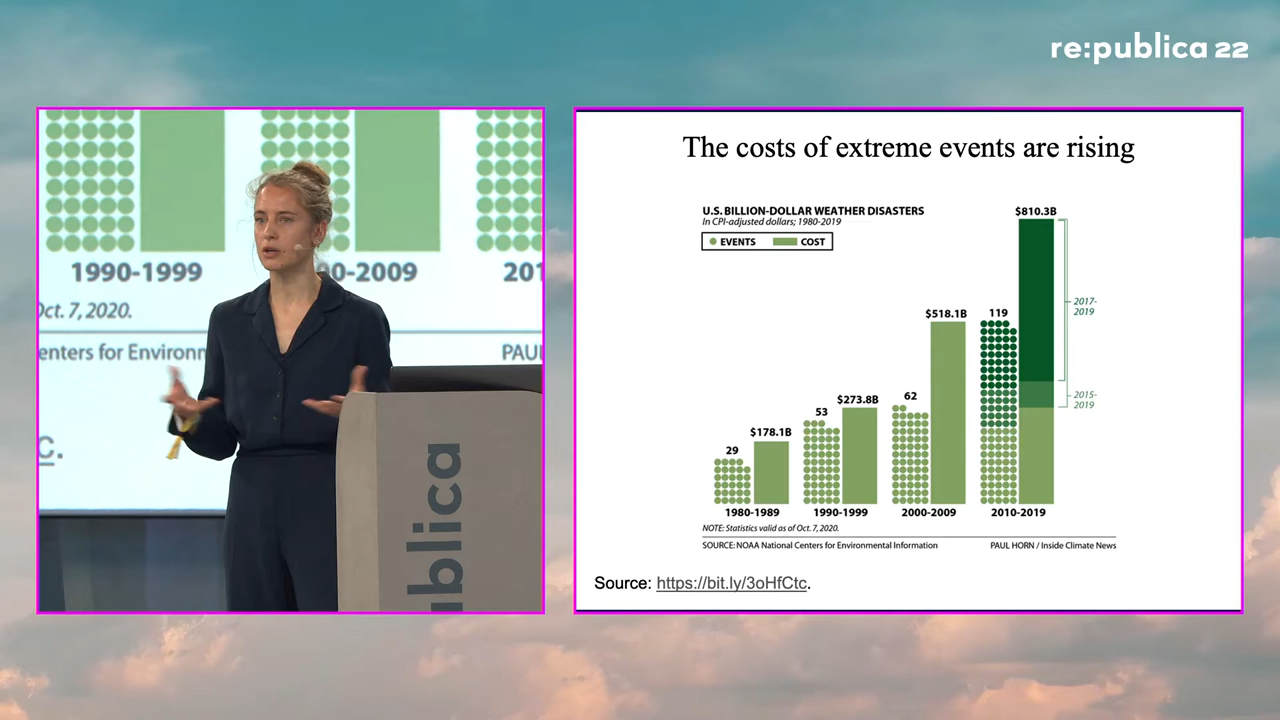 re:publica 22
1990-1999
00-2009
201
Oct. 7, 2020.
enters for Environ
PAUL
c.
ublica
The costs of extreme events are rising
U.S. BILLION-DOLLAR WEATHER DISASTERS
In CPI-adjusted dollars; 1980-2019
EVENTS COST
$810.3B
2017-
2019
119
$518.1B
2015-
2019
62
53
$273.8B
29
$178.1B
1980-1989 1990-1999 2000-2009 2010-2019
NOTE: Statistics valid as of Oct. 7, 2020.
SOURCE: NOAA National Centers for Environmental Information PAUL HORN / Inside Climate News
Source: https://bit.ly/3oHfCtc.